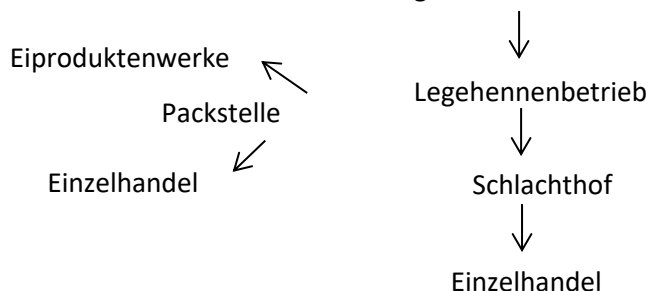 Eiproduktenwerke
Legehennenbetrieb
Packstelle
Einzelhandel
Schlachthof
Einzelhandel